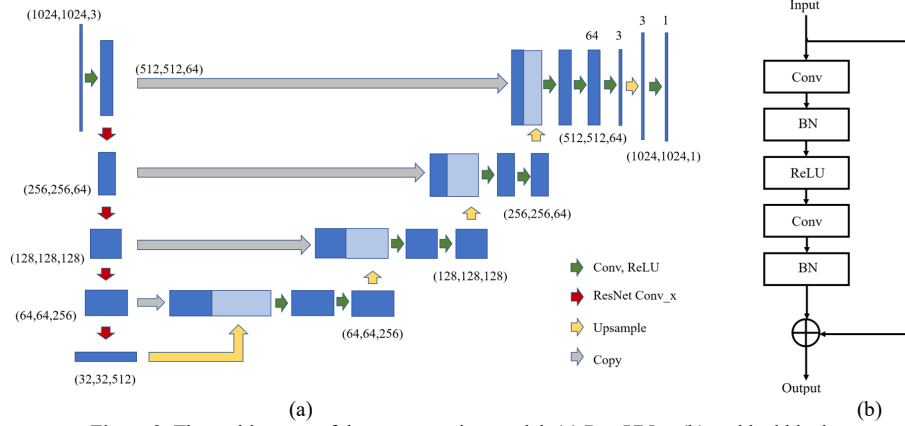 (1024,1024,3)
(512,512,64)
64
3
3
1
(512,512,64)
(1024,1024,1)
(256,256,64)
(256,256,64)
(128,128,128)
(128,128,128)
(64,64,256)
(64,64,256)
(32,32,512)
Conv, ReLU
ResNet Conv_x
Upsample
Copy
(a)
Input
Conv
BN
ReLU
Conv
BN
Output
(b)